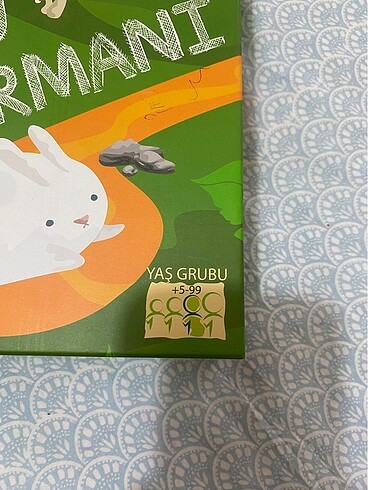 RMANI
YAŞ GRUBU
+5-99